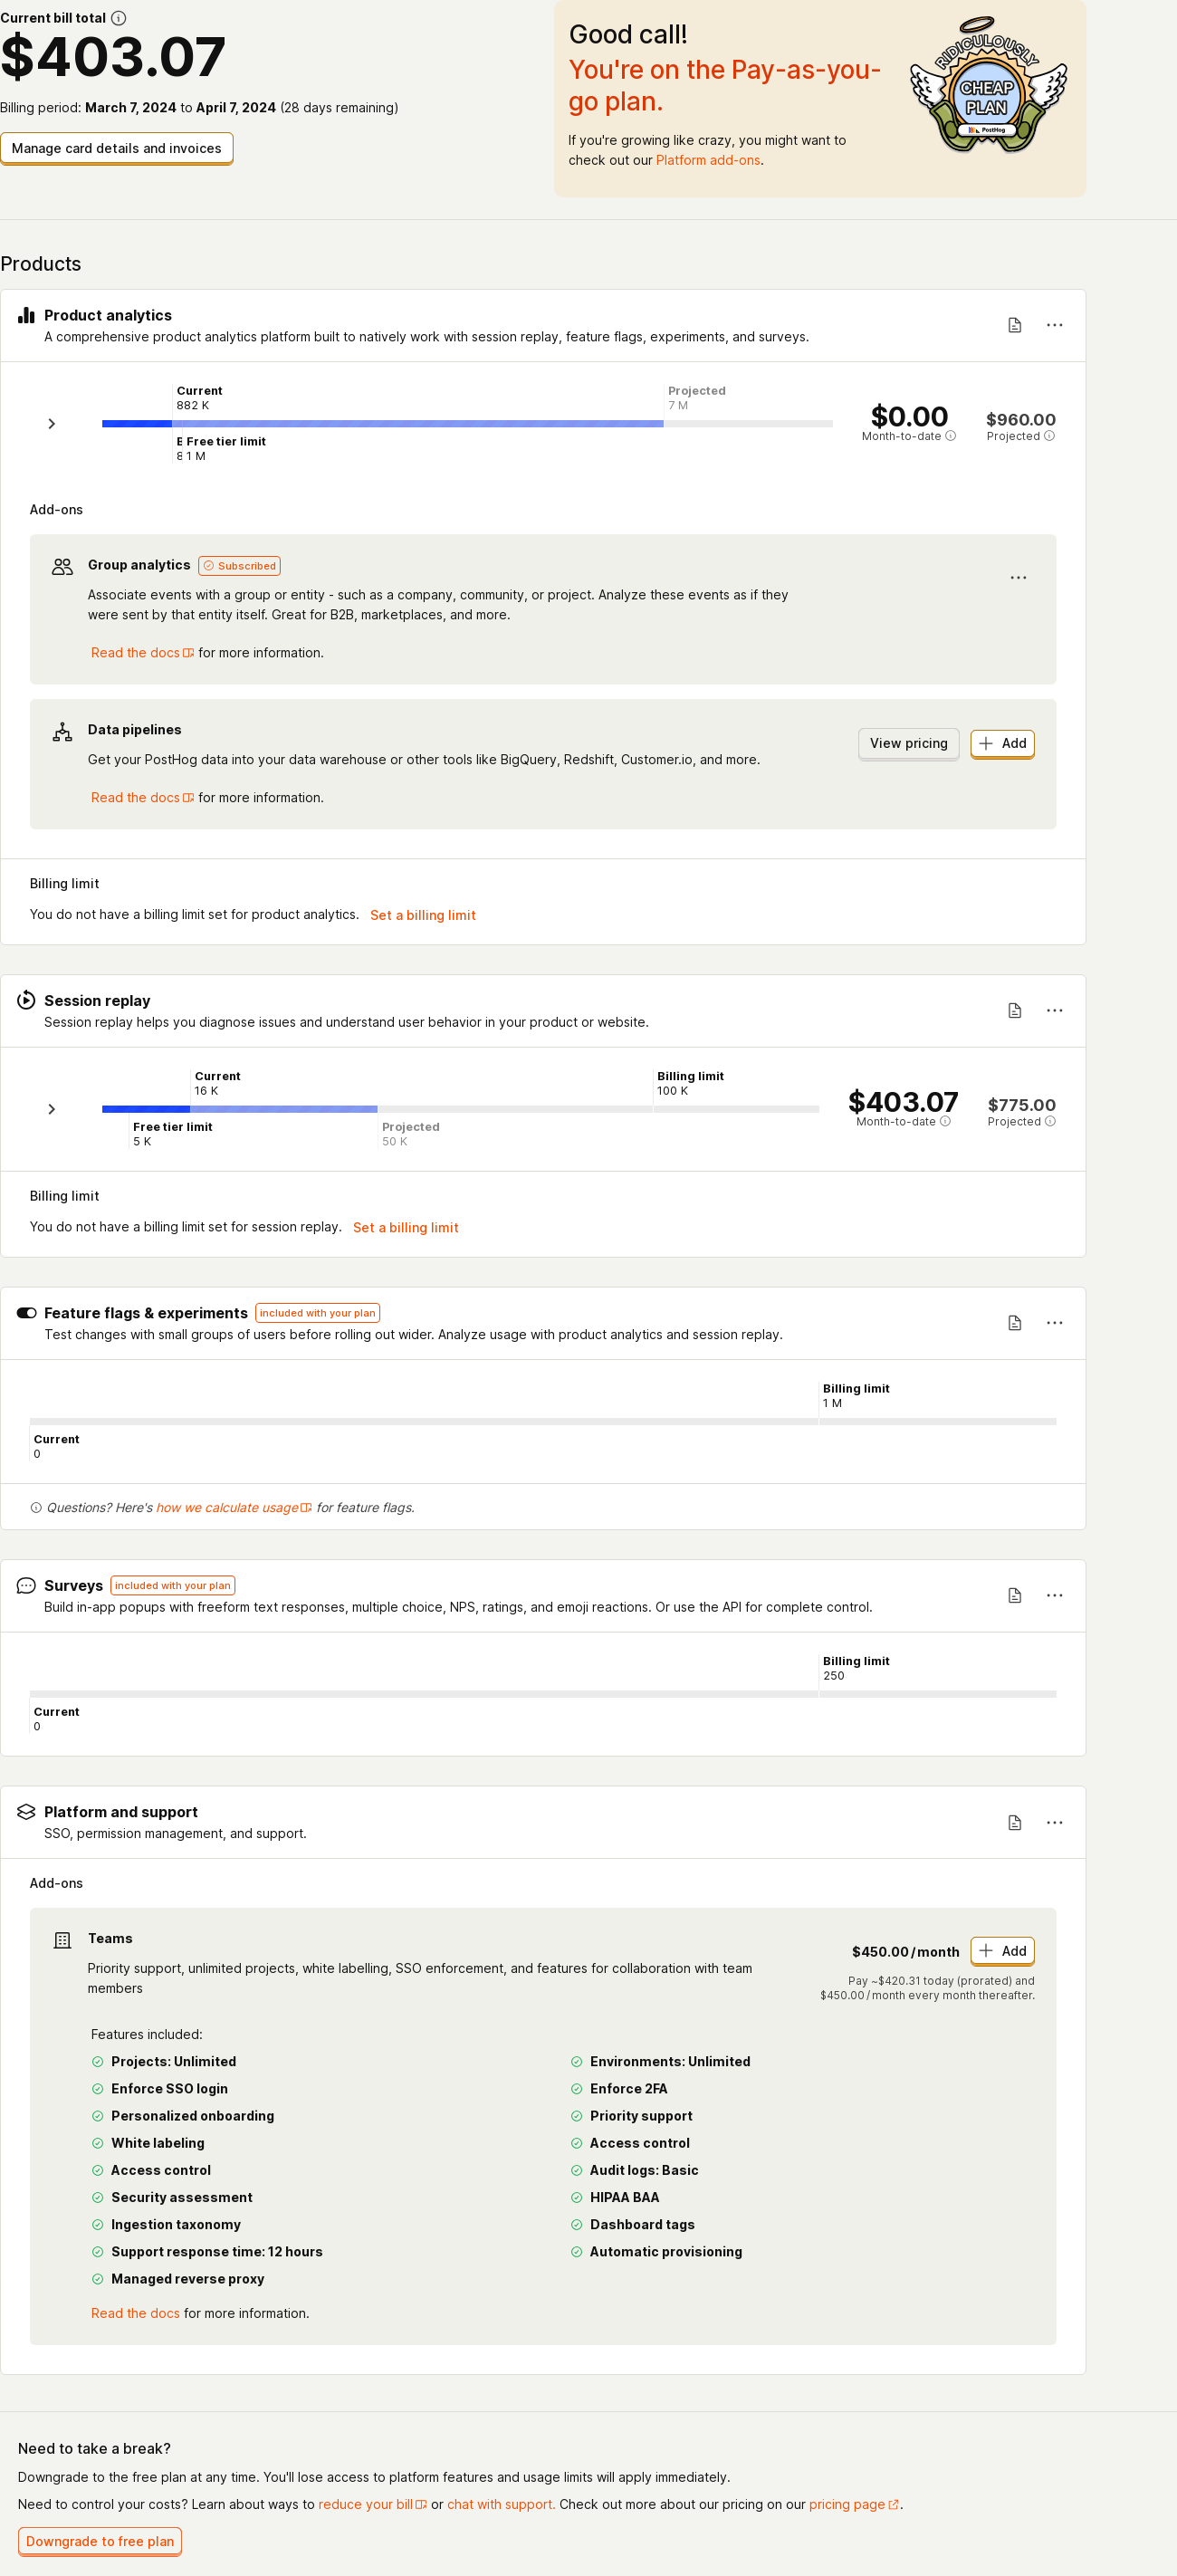 Current bill total
$403.07
Billing period: March 7, 2024 to April 7, 2024 (28 days remaining)
Manage card details and invoices
Good call!
You're on the Pay-as-you-
go plan.
If you're growing like crazy, you might want to
check out our Platform add-ons.
RIDICULOUSLY
CHEAP
PLAN
PostHog
Products
Product analytics
A comprehensive product analytics platform built to natively work with session replay, feature flags, experiments, and surveys.
Current
882 K
Projected
7 M
Free tier limit
1 M
$0.00
Month-to-date
$960.00
Projected
Add-ons
Group analytics Subscribed
Associate events with a group or entity - such as a company, community, or project. Analyze these events as if they
were sent by that entity itself. Great for B2B, marketplaces, and more.
Read the docs for more information.
Data pipelines
Get your PostHog data into your data warehouse or other tools like BigQuery, Redshift, Customer.io, and more.
View pricing
Add
Read the docs for more information.
Billing limit
You do not have a billing limit set for product analytics. Set a billing limit
Session replay
Session replay helps you diagnose issues and understand user behavior in your product or website.
Current
16 K
Billing limit
100 K
Free tier limit
5 K
Projected
50 K
$403.07
Month-to-date
$775.00
Projected
Billing limit
You do not have a billing limit set for session replay. Set a billing limit
Feature flags & experiments included with your plan
Test changes with small groups of users before rolling out wider. Analyze usage with product analytics and session replay.
Billing limit
1 M
Current
0
Questions? Here's how we calculate usage for feature flags.
Surveys included with your plan
Build in-app popups with freeform text responses, multiple choice, NPS, ratings, and emoji reactions. Or use the API for complete control.
Billing limit
250
Current
0
Platform and support
SSO, permission management, and support.
Add-ons
Teams
Priority support, unlimited projects, white labelling, SSO enforcement, and features for collaboration with team
members
$450.00/month
Add
Pay ~$420.31 today (prorated) and
$450.00/month every month thereafter.
Features included:
Projects: Unlimited
Environments: Unlimited
Enforce SSO login
Enforce 2FA
Personalized onboarding
Priority support
White labeling
Access control
Access control
Audit logs: Basic
Security assessment
HIPAA BAA
Ingestion taxonomy
Dashboard tags
Support response time: 12 hours
Automatic provisioning
Managed reverse proxy
Read the docs for more information.
Need to take a break?
Downgrade to the free plan at any time. You'll lose access to platform features and usage limits will apply immediately.
Need to control your costs? Learn about ways to reduce your bill or chat with support. Check out more about our pricing on our pricing page.
Downgrade to free plan